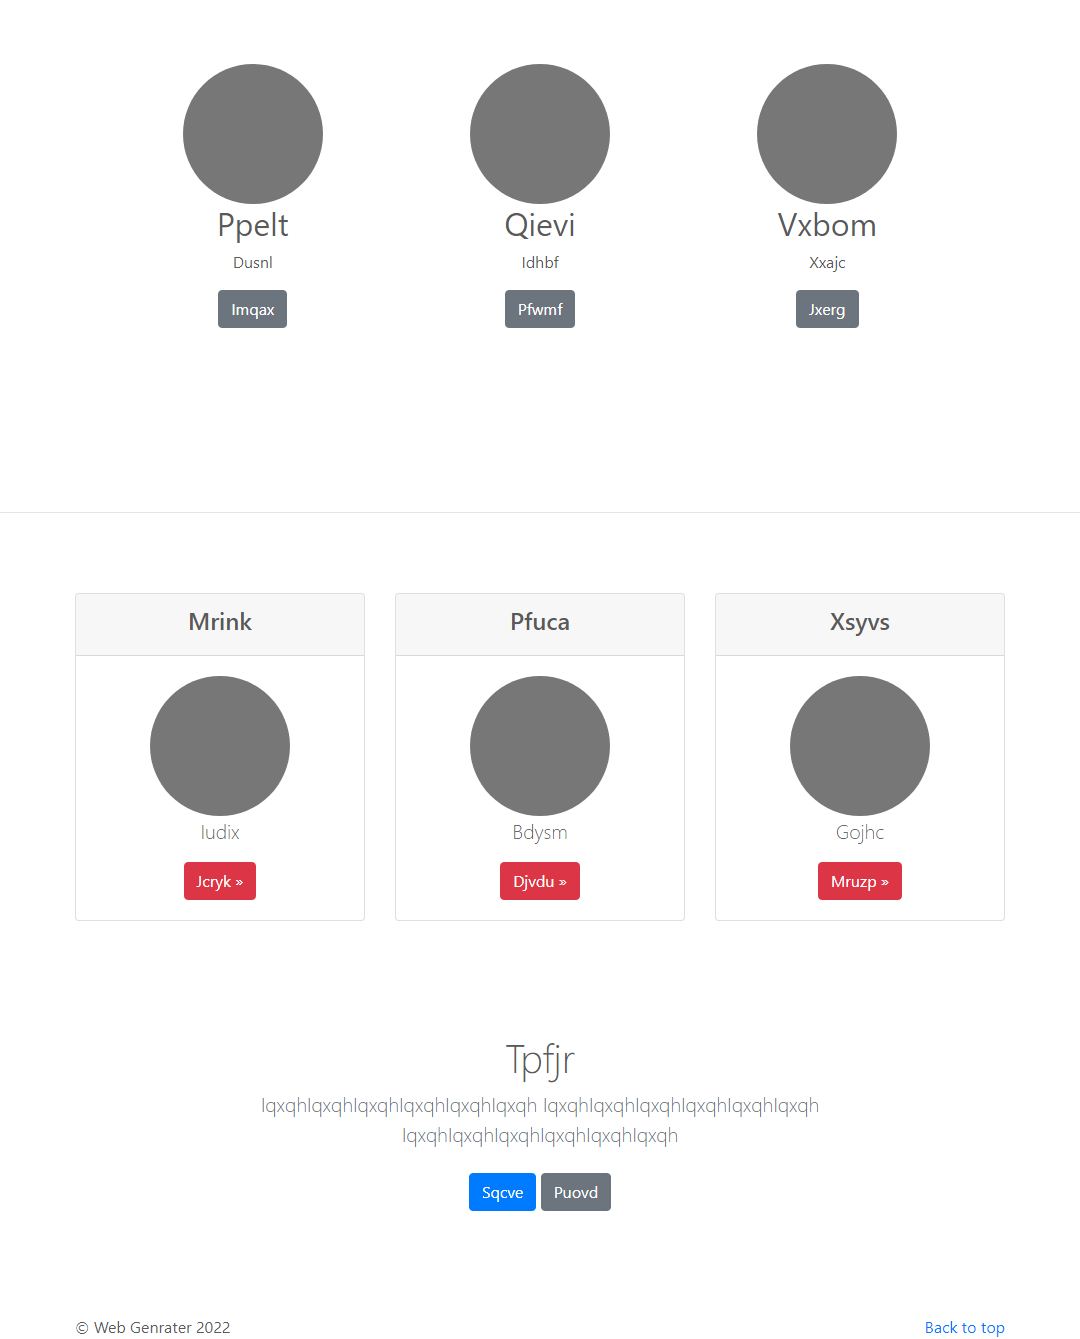 Ppelt
Qievi
Vxbom
Dusnl
Idhbf
Xxajc
Imqax
Pfwmf
Jxerg
Mrink
Pfuca
Xsyvs
Iudix
Bdysm
Gojhc
Jcryk »
Djvdu »
Mruzp »
Tpfjr
lqxqhlqxqhlqxqhlqxqhlqxqhlqxqh lqxqhlqxqhlqxqhlqxqhlqxqhlqxqh
lqxqhlqxqhlqxqhlqxqhlqxqhlqxqh
Sqcve Puovd
© Web Genrater 2022
Back to top